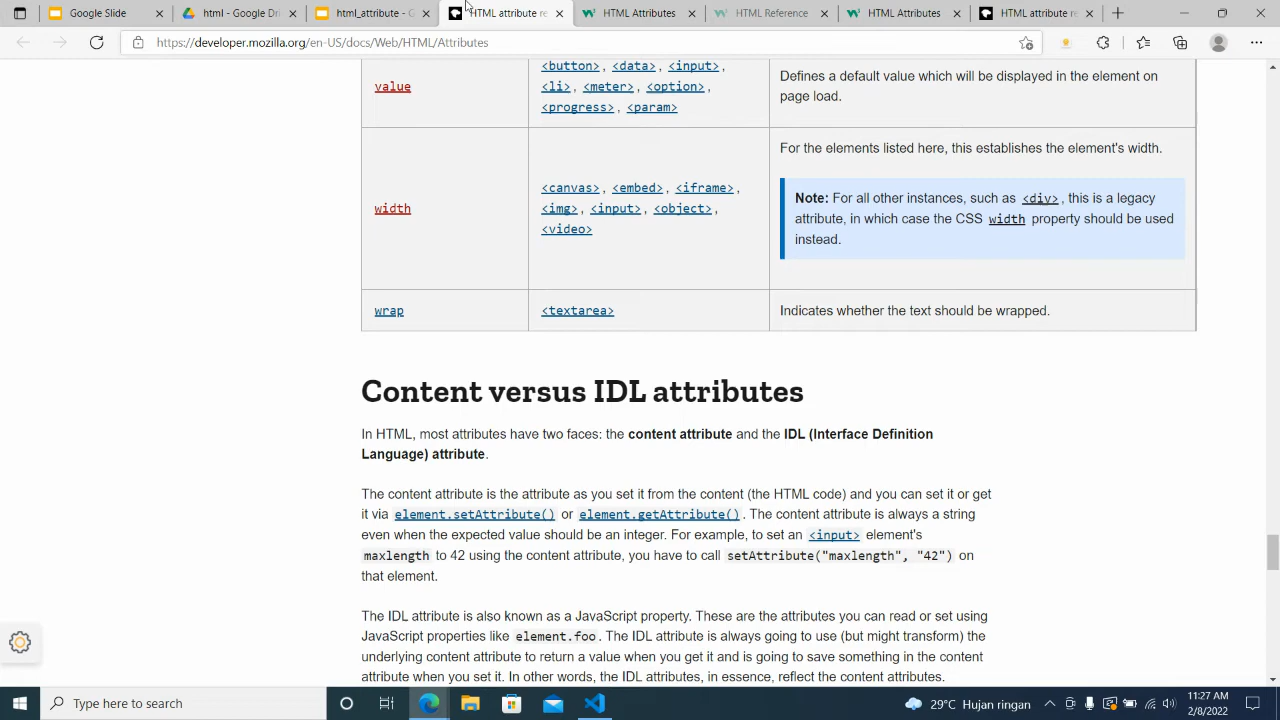 Google Slide
html - Google Dri
html_attribute - G
HTML attribute re
HTML Attributes
HTML Reference
HTML Attributes
HTML attribute re
https://developer.mozilla.org/en-US/docs/Web/HTML/Attributes
value
<button>, <data>, <input>,
<li>, <meter>, <option>,
<progress>, <param>
Defines a default value which will be displayed in the element on
page load.
width
<canvas>, <embed>, <iframe>,
<img>, <input>, <object>,
<video>
For the elements listed here, this establishes the element's width.
Note: For all other instances, such as <div>, this is a legacy
attribute, in which case the CSS width property should be used
instead.
wrap
<textarea>
Indicates whether the text should be wrapped.
Content versus IDL attributes
In HTML, most attributes have two faces: the content attribute and the IDL (Interface Definition
Language) attribute.
The content attribute is the attribute as you set it from the content (the HTML code) and you can set it or get
it via element.setAttribute() or element.getAttribute(). The content attribute is always a string
even when the expected value should be an integer. For example, to set an <input> element's
maxlength to 42 using the content attribute, you have to call setAttribute("maxlength", "42") on
that element.
The IDL attribute is also known as a JavaScript property. These are the attributes you can read or set using
JavaScript properties like element.foo. The IDL attribute is always going to use (but might transform) the
underlying content attribute to return a value when you get it and is going to save something in the content
attribute when you set it. In other words, the IDL attributes, in essence, reflect the content attributes.
Type here to search
29°C Hujan ringan
11:27 AM
2/8/2022